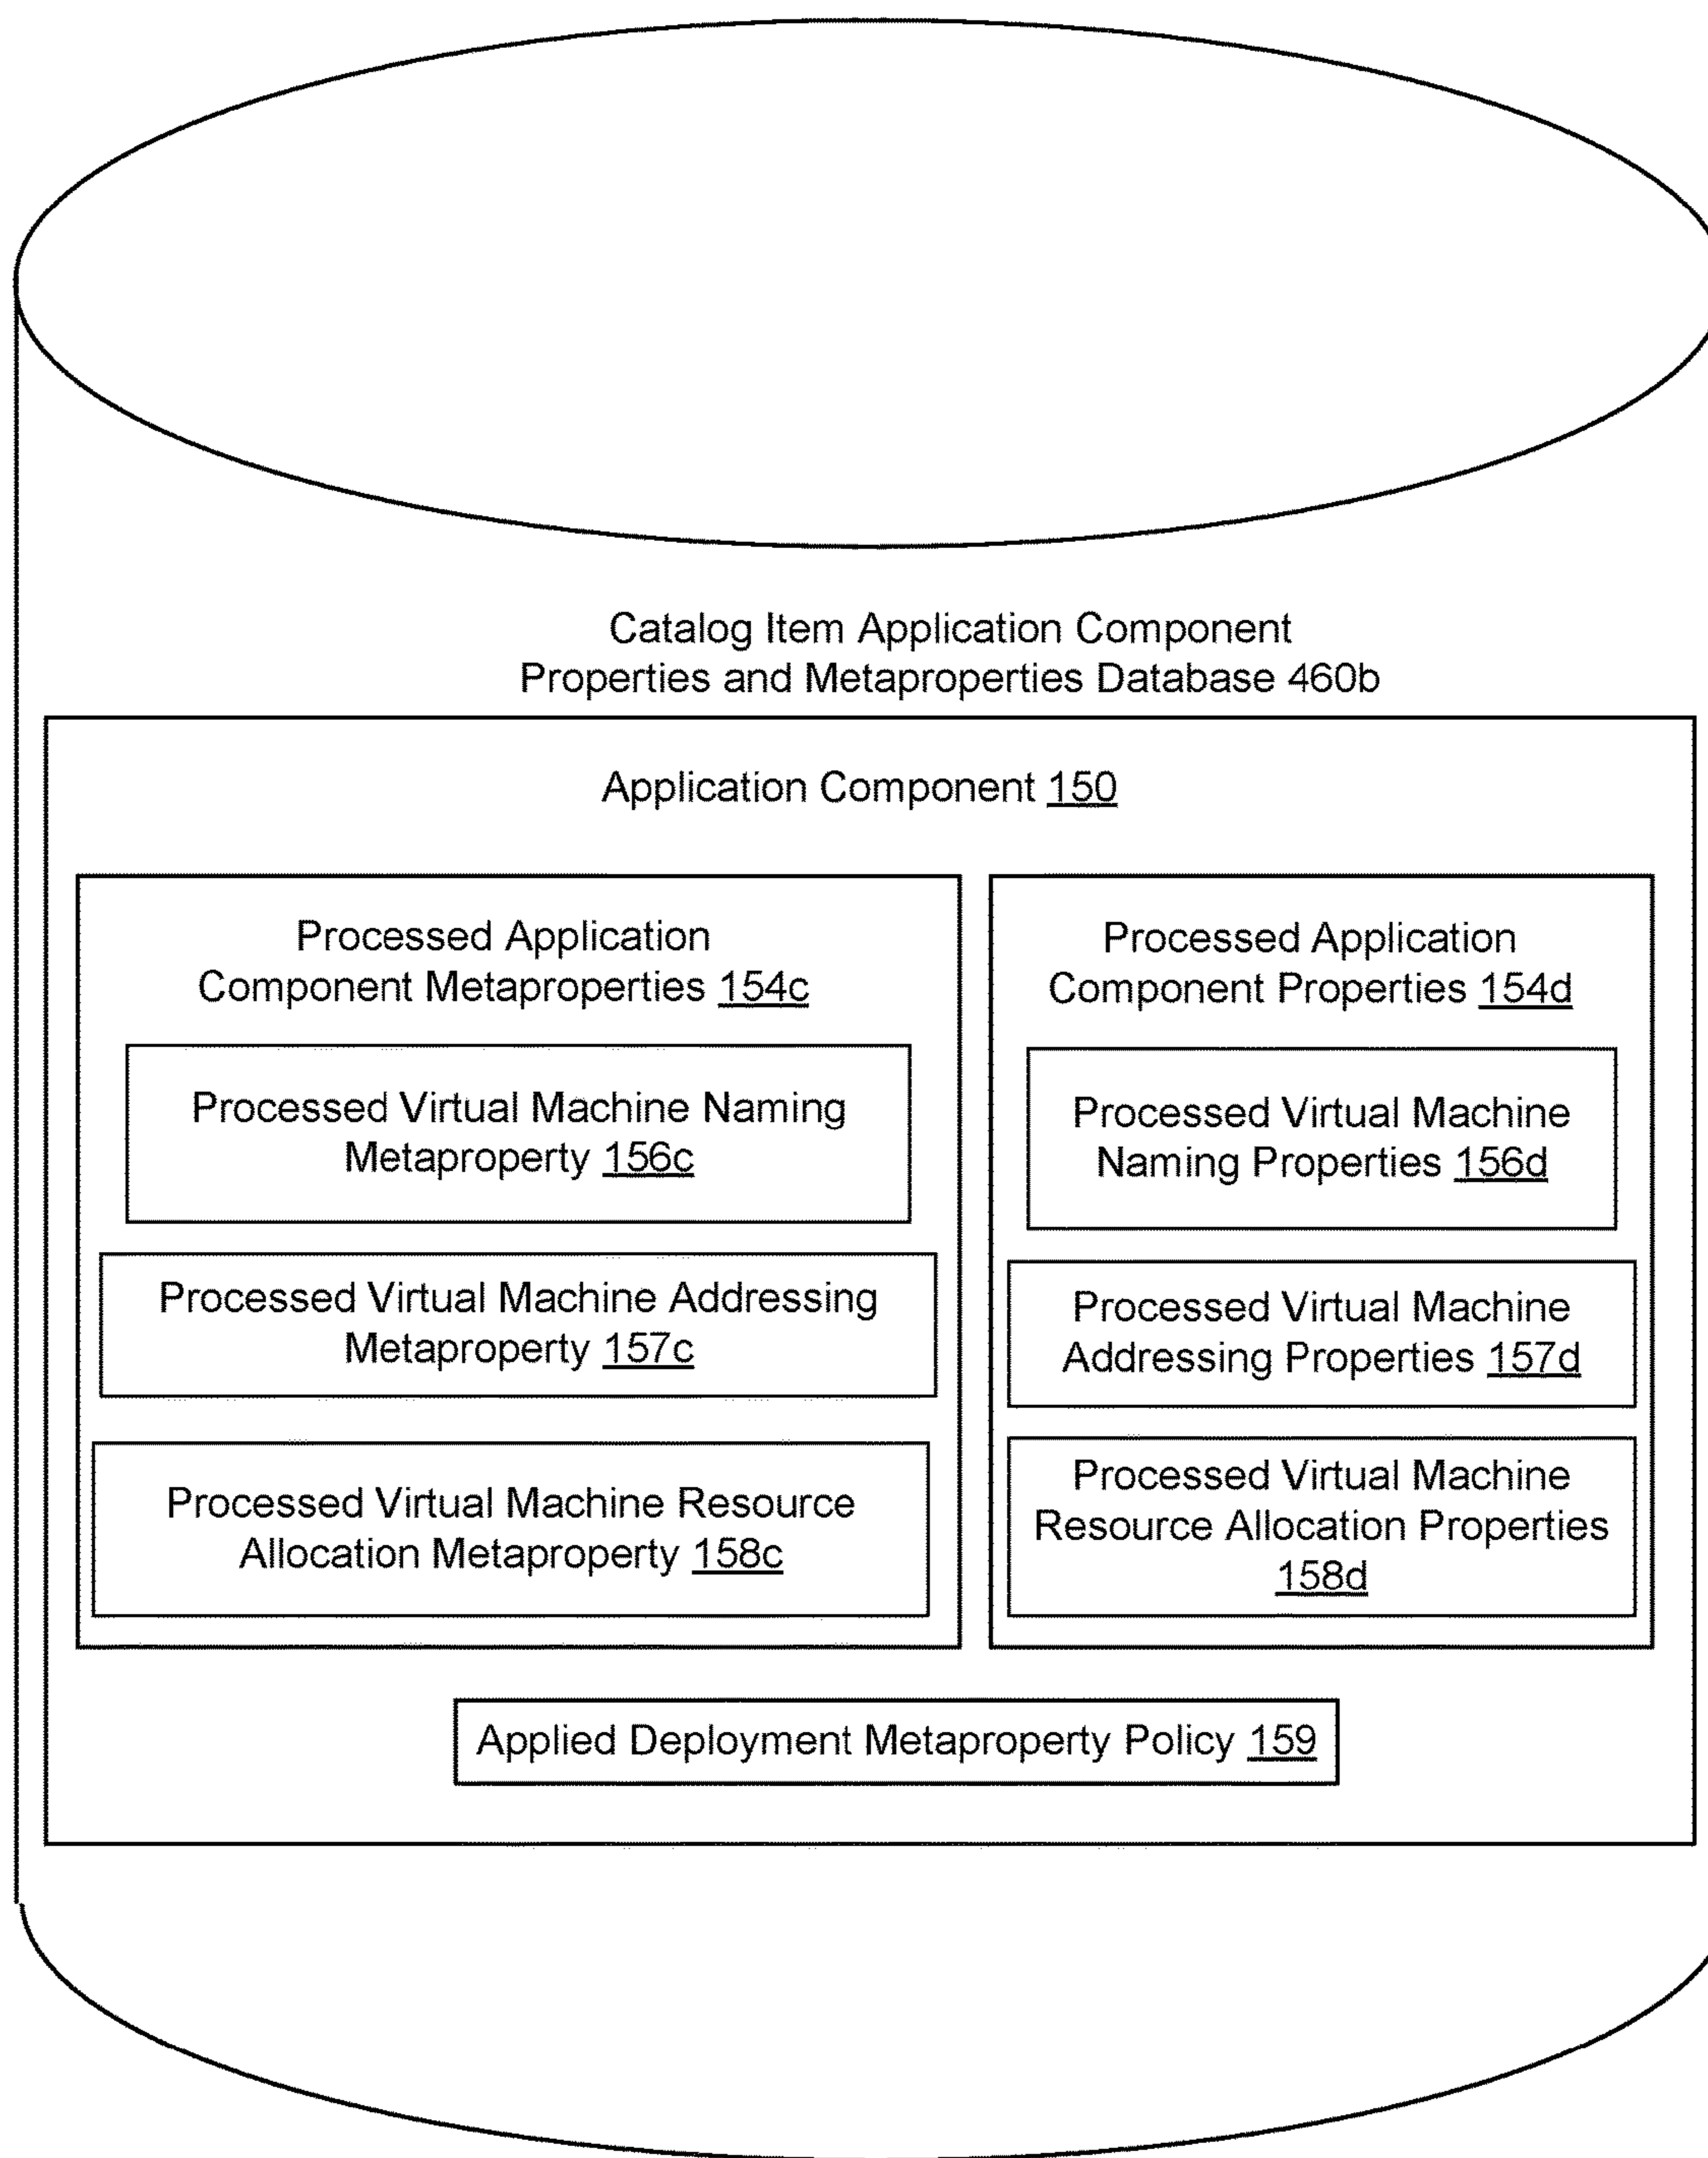 Catalog Item Application Component
Properties and Metaproperties Database 460b
Application Component 150
Processed Application
Component Metaproperties 154c
Processed Virtual Machine Naming
Metaproperty 156c
Processed Virtual Machine Addressing
Metaproperty 157c
Processed Virtual Machine Resource
Allocation Metaproperty 158c
Processed Application
Component Properties 154d
Processed Virtual Machine
Naming Properties 156d
Processed Virtual Machine
Addressing Properties 157d
Processed Virtual Machine
Resource Allocation Properties
158d
Applied Deployment Metaproperty Policy 159